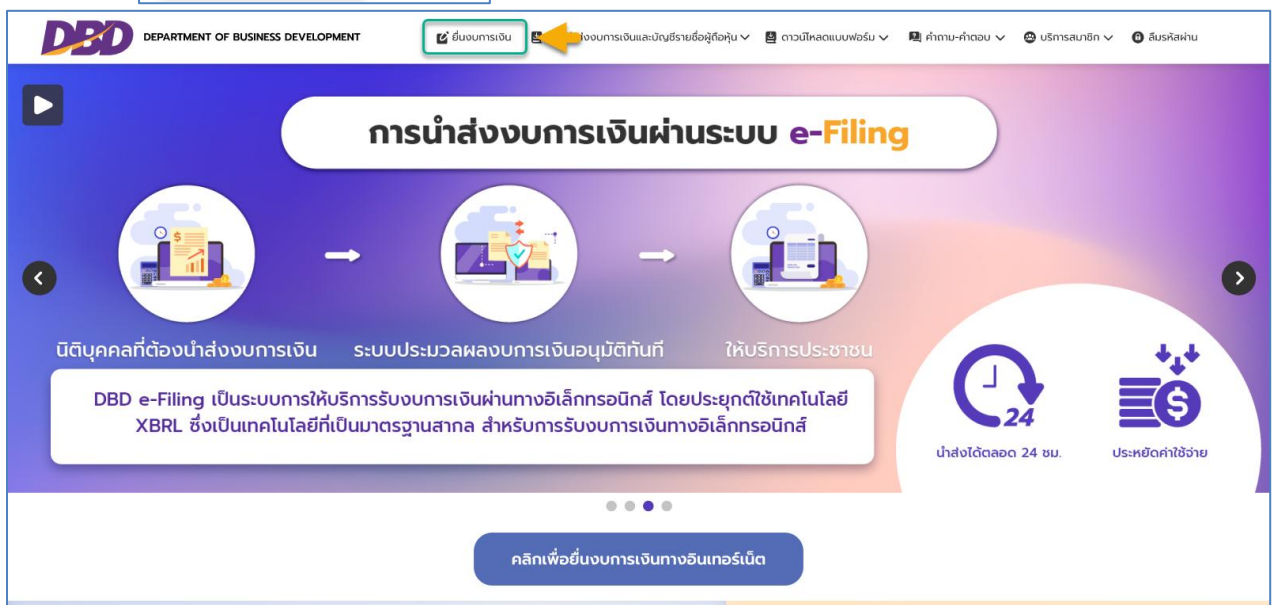 DBD DEPARTMENT OF BUSINESS DEVELOPMENT ยื่นงบการเงิน ส่งงบการเงินและบัญชีรายชื่อผู้ถือหุ้น ดาวน์โหลดแบบฟอร์ม คำถาม-คำตอบ บริการสมาชิก ลืมรหัสผ่าน
การนำส่งงบการเงินผ่านระบบ e-Filing
นิติบุคคลที่ต้องนำส่งงบการเงิน ระบบประมวลผลงบการเงินอนุมัติทันที ให้บริการประชาชน
DBD e-Filing เป็นระบบการให้บริการรับงบการเงินผ่านทางอิเล็กทรอนิกส์ โดยประยุกต์ใช้เทคโนโลยี
XBRL ซึ่งเป็นเทคโนโลยีที่เป็นมาตรฐานสากล สำหรับการรับงบการเงินทางอิเล็กทรอนิกส์
24
$
นำส่งได้ตลอด 24 ชม. ประหยัดค่าใช้จ่าย
คลิกเพื่อยื่นงบการเงินทางอินเทอร์เน็ต